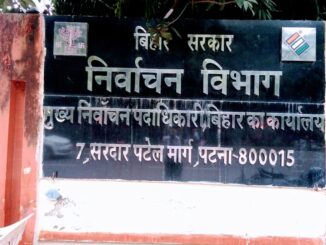 बिहार सरकार
निर्वाचन विभाग
मुख्य निर्वाचन पदाधिकारी, बिहार का कार्यालय
7, सरदार पटेल मार्ग, पटना-800015